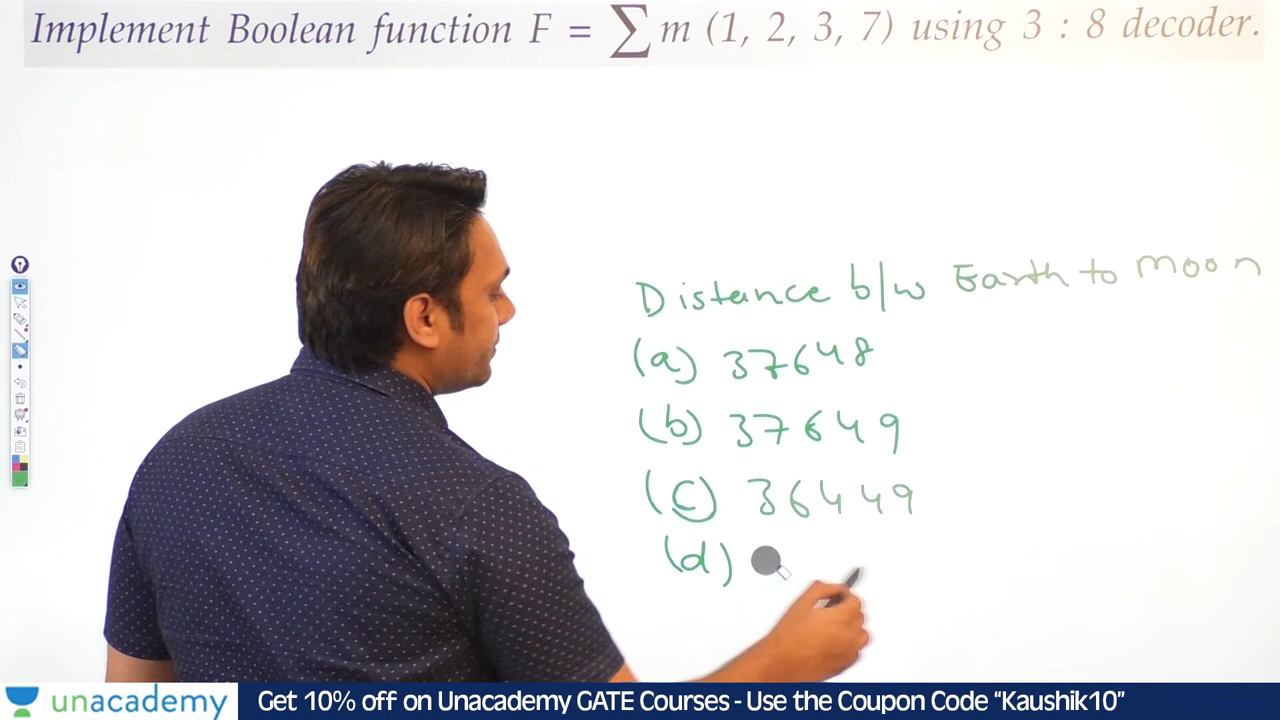 Implement Boolean function F = ∑ m (1, 2, 3, 7) using 3 : 8 decoder.
Distance b/w Earth to Moon
(a) 37648
(b) 37649
(c) 36449
(d)
unacademy
Get 10% off on Unacademy GATE Courses - Use the Coupon Code “Kaushik10”